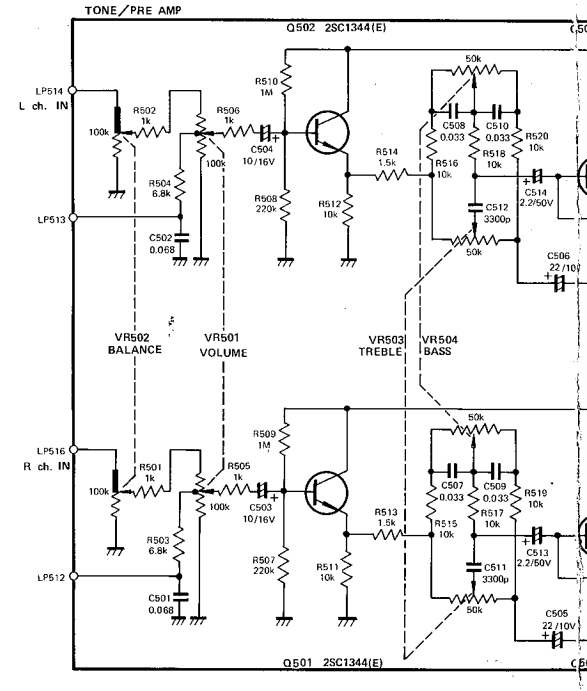 TONE/PRE AMP
Q502 2SC1344(E)
50k
R510
1M
LP514
L ch. IN
R502
1k
R506
1k
100k
C504
10/16V
100k
C508
0.033
C510
0.033
R520
10k
R514
1.5k
R516
10k
R518
10k
R504
6.8k
R508
220k
R512
10k
C514
2.2/50V
LP513
C512
3300p
C502
0.068
50k
C506
22/10V
VR502
BALANCE
VR501
VOLUME
VR503
TREBLE
VR504
BASS
50k
R509
1M
LP516
R ch. IN
R501
1k
R505
1k
100k
C503
10/16V
100k
C507
0.033
C509
0.033
R519
10k
R513
1.5k
R515
10k
R517
10k
R503
6.8k
R507
220k
R511
10k
C513
2.2/50V
LP512
C511
3300p
C501
0.068
50k
C505
22/10V
Q501 2SC1344(E)